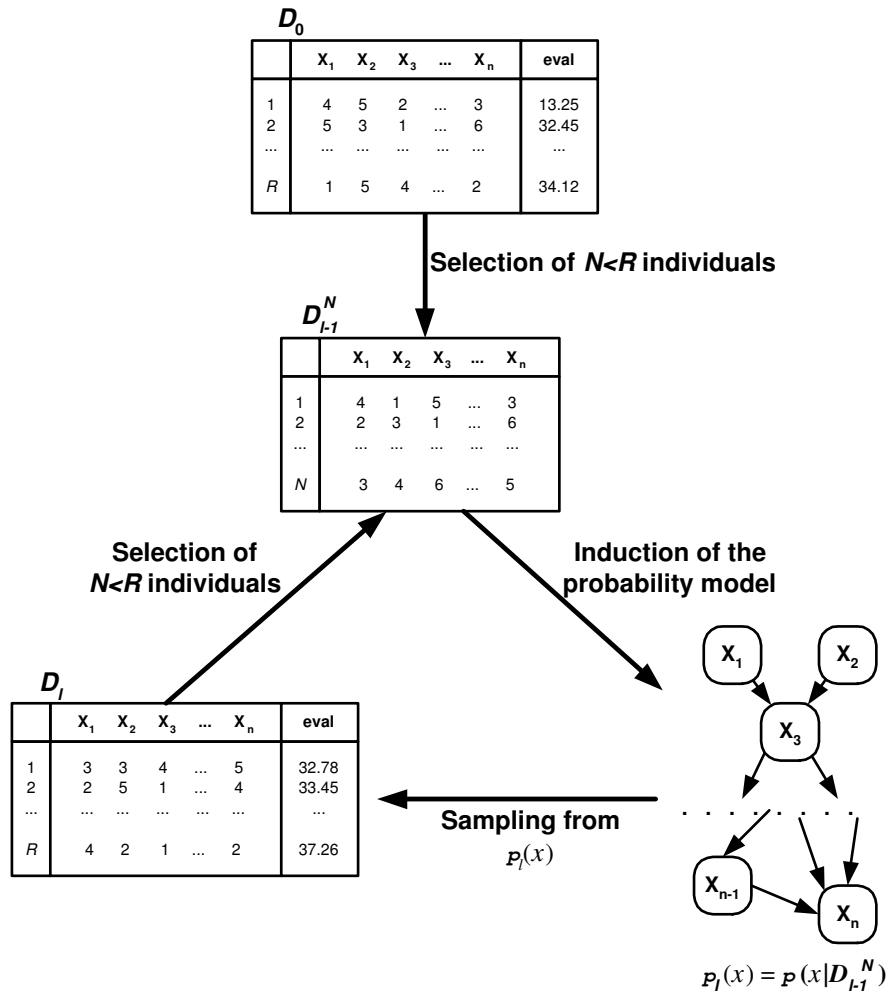 D₀
X₁ X₂ X₃ ... Xₙ eval
1 4 5 2 ... 3 13.25
2 5 3 1 ... 6 32.45
... ... ... ... ... ... ...
R 1 5 4 ... 2 34.12
Selection of N<R individuals
Dₗ₋₁ᴺ
X₁ X₂ X₃ ... Xₙ
1 4 1 5 ... 3
2 2 3 1 ... 6
... ... ... ... ... ...
N 3 4 6 ... 5
Selection of
N<R individuals
Induction of the
probability model
Dₗ
X₁ X₂ X₃ ... Xₙ eval
1 3 3 4 ... 5 32.78
2 2 5 1 ... 4 33.45
... ... ... ... ... ... ...
R 4 2 1 ... 2 37.26
Sampling from
pₗ(x)
X₁ X₂
X₃
. . . . . . . .
Xₙ₋₁
Xₙ
pₗ(x) = p(x|Dₗ₋₁ᴺ)